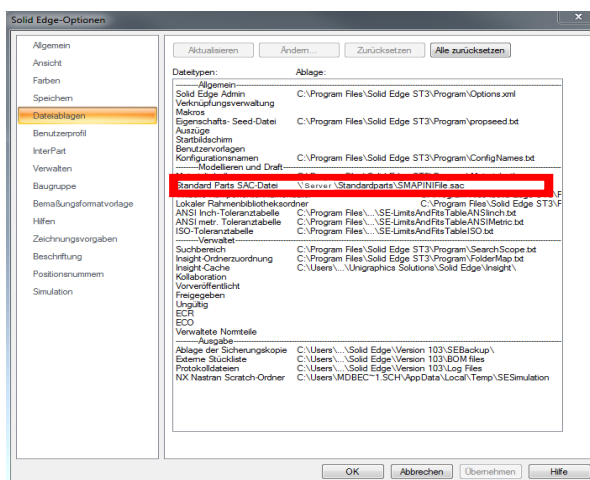 Solid Edge-Optionen
Allgemein
Ansicht
Farben
Speichern
Dateiablagen
Benutzerprofil
InterPart
Verwalten
Baugruppe
Bemaßungsformatvorlage
Hilfen
Zeichnungsvorgaben
Beschriftung
Positionsnummern
Simulation
Aktualisieren Ändern... Zurücksetzen Alle zurücksetzen
Dateitypen: Ablage:
--------Allgemein--------
Solid Edge Admin C:\Program Files\Solid Edge ST3\Program\Options.xml
Verknüpfungsverwaltung
Makros
Eigenschafts- Seed-Datei C:\Program Files\Solid Edge ST3\Program\propseed.txt
Auszüge
Startbildschirm
Benutzervorlagen
Konfigurationsnamen C:\Program Files\Solid Edge ST3\Program\ConfigNames.txt
--------Modellieren und Draft--------
Standard Parts SAC-Datei \\Server\Standardparts\SMAPINIFile.sac
Lokaler Rahmenbibliotheksordner C:\Program Files\Solid Edge ST3\F
ANSI Inch-Toleranztabelle C:\Program Files\...\SE-LimitsAndFitsTableANSIInch.txt
ANSI metr. Toleranztabelle C:\Program Files\...\SE-LimitsAndFitsTableANSIMetric.txt
ISO-Toleranztabelle C:\Program Files\...\SE-LimitsAndFitsTableISO.txt
--------Verwaltet--------
Suchbereich C:\Program Files\Solid Edge ST3\Program\SearchScope.txt
Insight-Ordnerzuordnung C:\Program Files\Solid Edge ST3\Program\FolderMap.txt
Insight-Cache C:\Users\...\Unigraphics Solutions\Solid Edge\Insight\
Kollaboration
Vorveröffentlicht
Freigegeben
Ungültig
ECR
ECO
Verwaltete Normteile
--------Ausgabe--------
Ablage der Sicherungskopie C:\Users\...\Solid Edge\Version 103\SEBackup\
Externe Stückliste C:\Users\...\Solid Edge\Version 103\BOM files
Protokolldateien C:\Users\...\Solid Edge\Version 103\Log Files
NX Nastran Scratch-Ordner C:\Users\MDBEC~1.SCH\AppData\Local\Temp\SESimulation
OK Abbrechen Übernehmen Hilfe